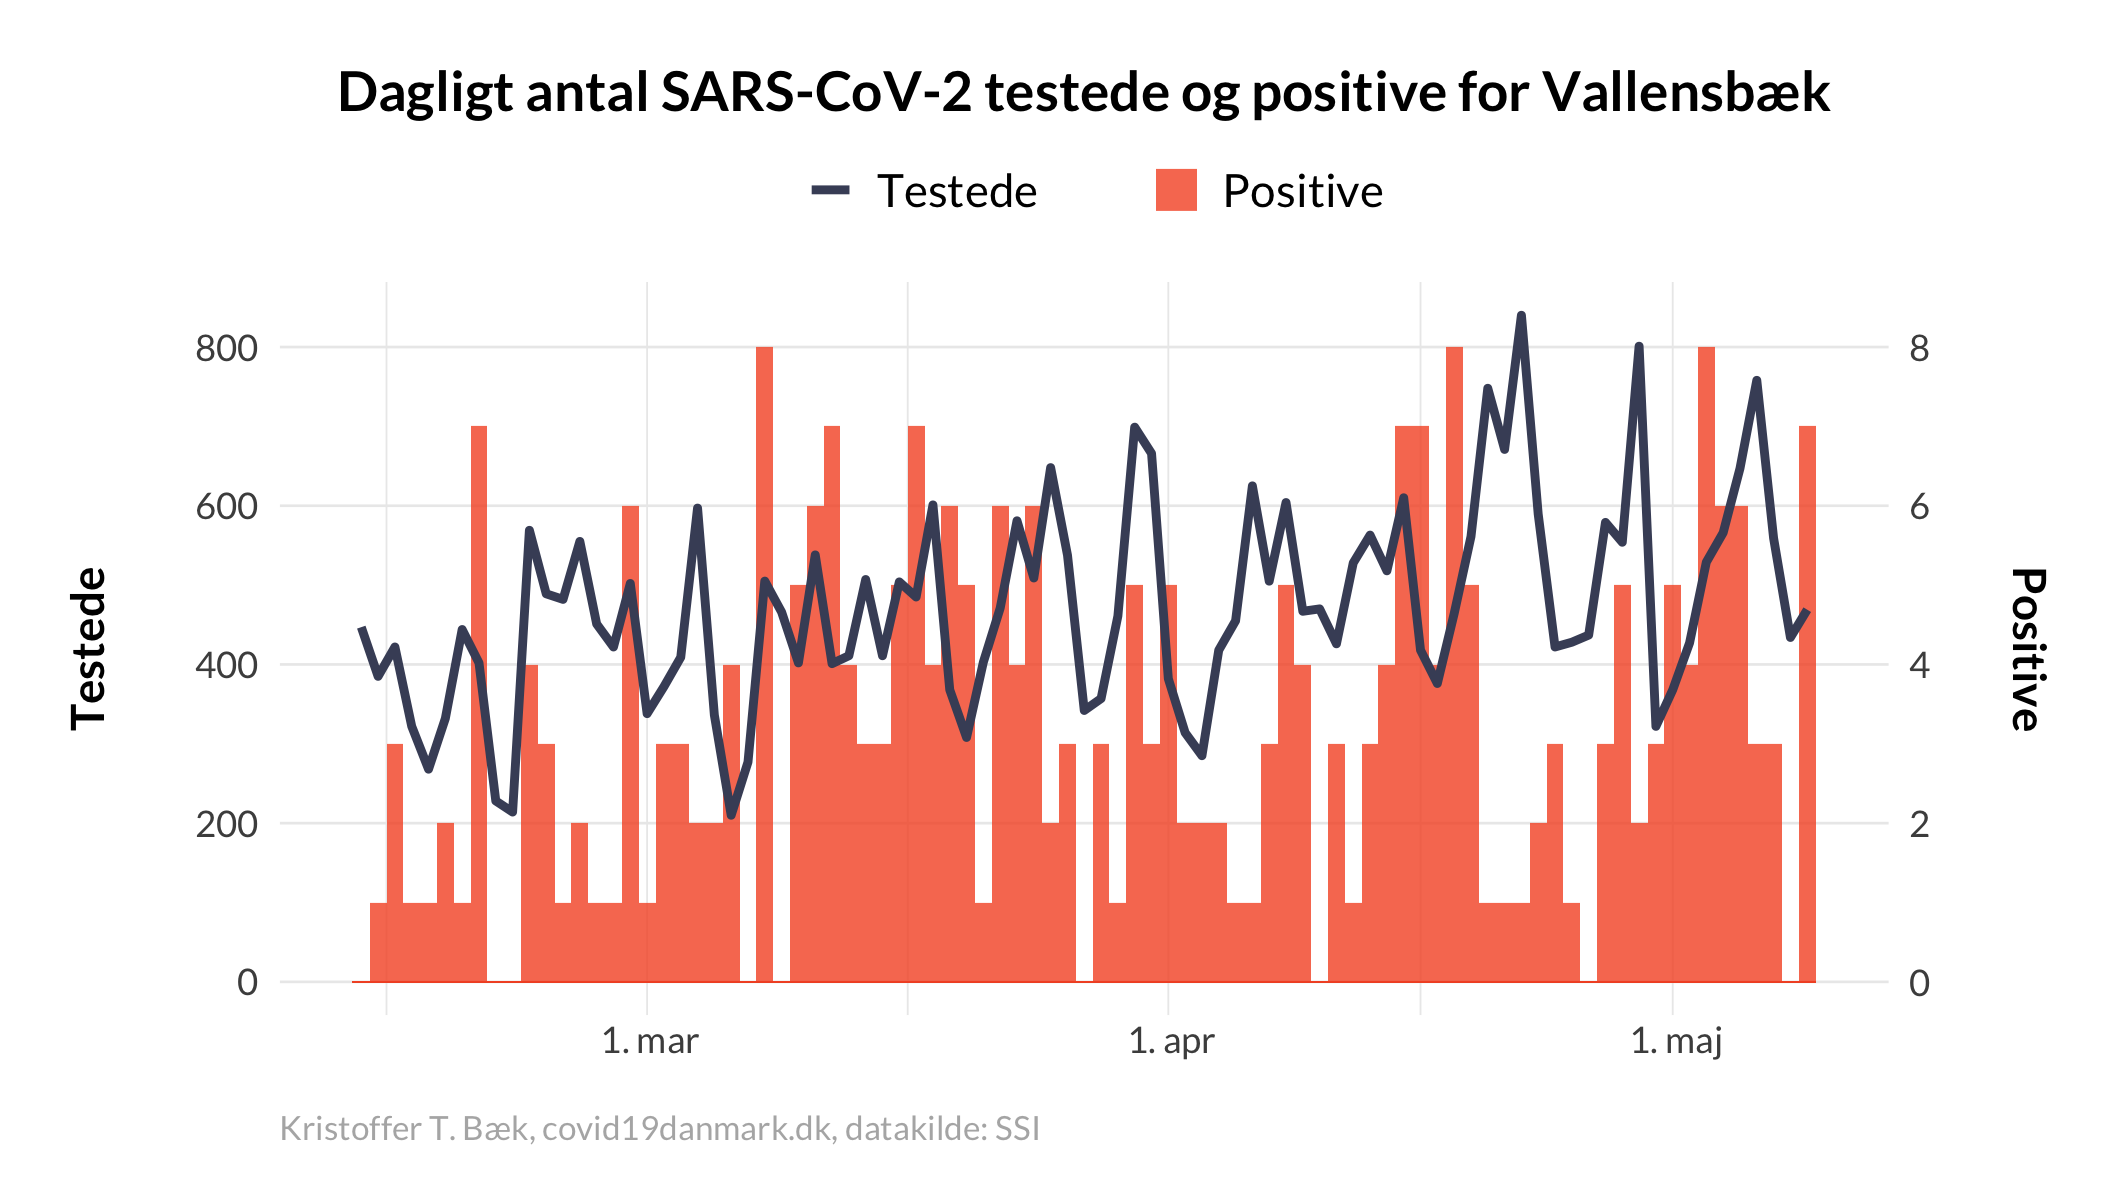 Dagligt antal SARS-CoV-2 testede og positive for Vallensbæk
Testede
Positive
Testede
800
600
400
200
0
8
6
4
2
0
Positive
1. mar
1. apr
1. maj
Kristoffer T. Bæk, covid19danmark.dk, datakilde: SSI